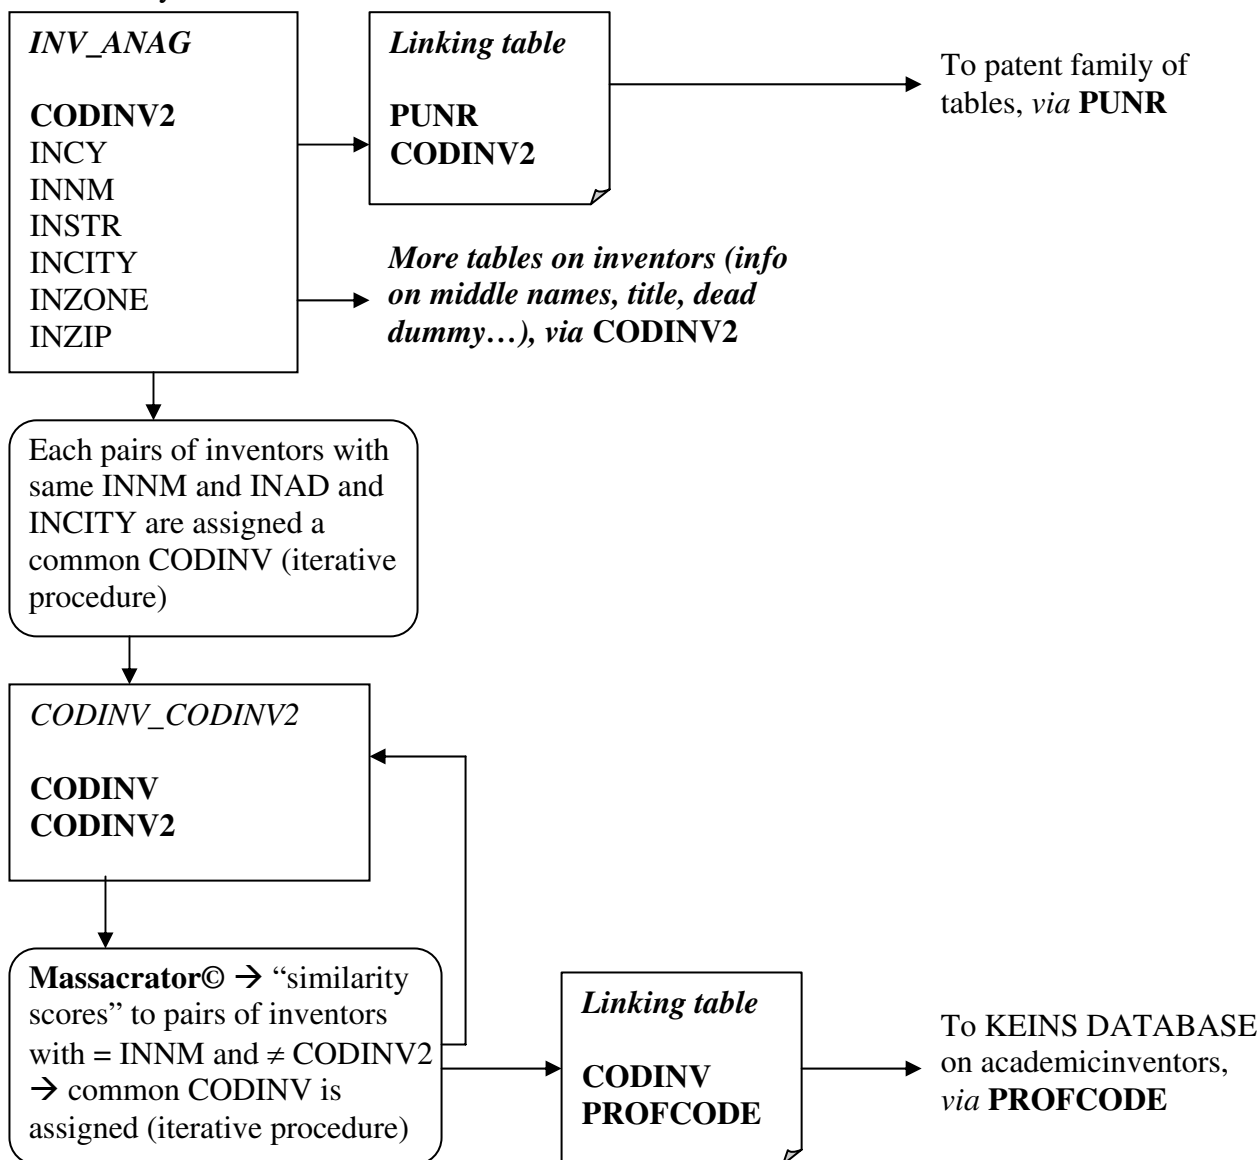 INV_ANAG
CODINV2
INCY
INNM
INSTR
INCITY
INZONE
INZIP
Linking table
PUNR
CODINV2
To patent family of
tables, via PUNR
More tables on inventors (info
on middle names, title, dead
dummy…), via CODINV2
Each pairs of inventors with
same INNM and INAD and
INCITY are assigned a
common CODINV (iterative
procedure)
CODINV_CODINV2
CODINV
CODINV2
Massacrator© → “similarity
scores” to pairs of inventors
with = INNM and ≠ CODINV2
→ common CODINV is
assigned (iterative procedure)
Linking table
CODINV
PROFCODE
To KEINS DATABASE
on academicinventors,
via PROFCODE